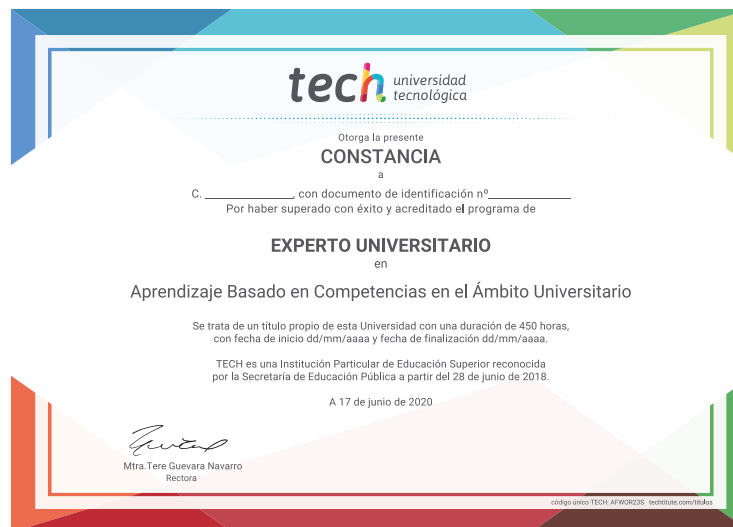 tech universidad
tecnológica
Otorga la presente
CONSTANCIA
a
C. ________________, con documento de identificación nº______________
Por haber superado con éxito y acreditado el programa de
EXPERTO UNIVERSITARIO
en
Aprendizaje Basado en Competencias en el Ámbito Universitario
Se trata de un título propio de esta Universidad con una duración de 450 horas,
con fecha de inicio dd/mm/aaaa y fecha de finalización dd/mm/aaaa.
TECH es una Institución Particular de Educación Superior reconocida
por la Secretaría de Educación Pública a partir del 28 de junio de 2018.
A 17 de junio de 2020
Mtra.Tere Guevara Navarro
Rectora
código único TECH: AFWOR23S techtitute.com/titulos